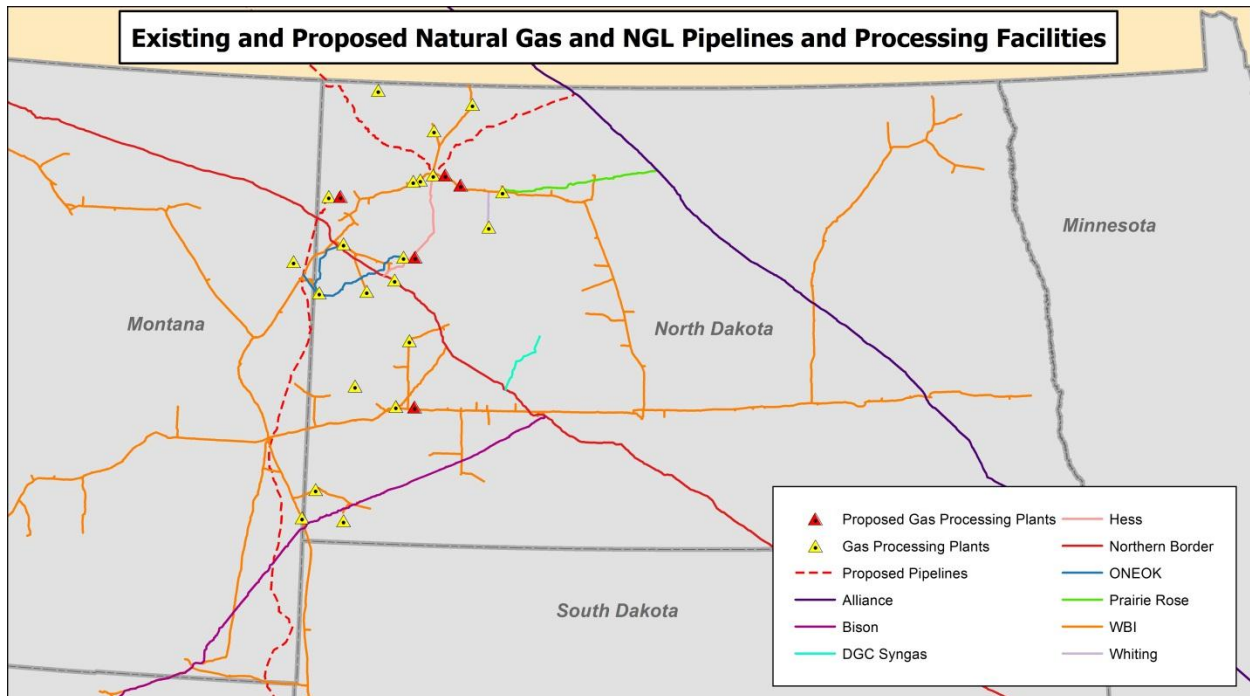 Existing and Proposed Natural Gas and NGL Pipelines and Processing Facilities
Minnesota
Montana
North Dakota
South Dakota
Proposed Gas Processing Plants
Gas Processing Plants
Proposed Pipelines
Alliance
Bison
DGC Syngas
Hess
Northern Border
ONEOK
Prairie Rose
WBI
Whiting